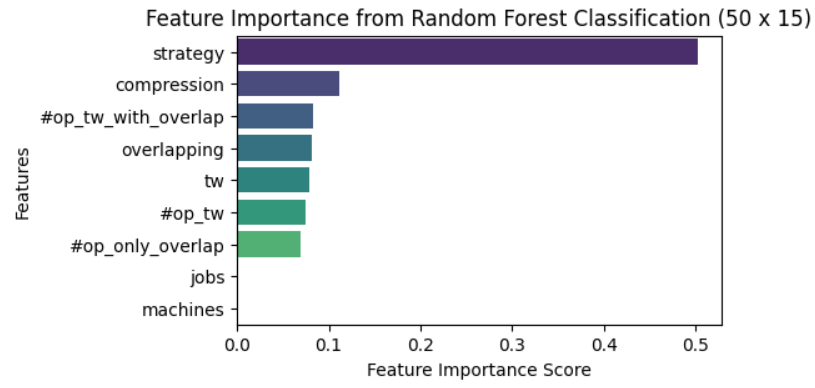 Feature Importance from Random Forest Classification (50 x 15)
strategy
compression
#op_tw_with_overlap
overlapping
tw
#op_tw
#op_only_overlap
jobs
machines
Features
0.0 0.1 0.2 0.3 0.4 0.5
Feature Importance Score